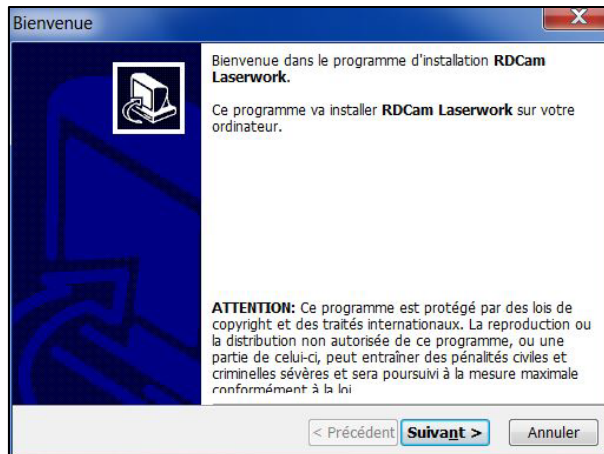 Bienvenue
X
Bienvenue dans le programme d'installation RDCam
Laserwork.
Ce programme va installer RDCam Laserwork sur votre
ordinateur.
ATTENTION: Ce programme est protégé par des lois de
copyright et des traités internationaux. La reproduction ou
la distribution non autorisée de ce programme, ou une
partie de celui-ci, peut entraîner des pénalités civiles et
criminelles sévères et sera poursuivi à la mesure maximale
conformément à la loi
< Précédent Suivant > Annuler